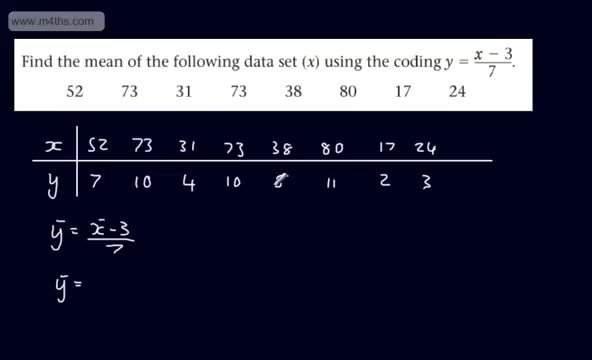 www.m4ths.com
Find the mean of the following data set (x) using the coding y = (x − 3)/7.
52 73 31 73 38 80 17 24
x 52 73 31 73 38 80 17 24
y 7 10 4 10 11 2 3
ȳ = (x̄ - 3)/7
ȳ =